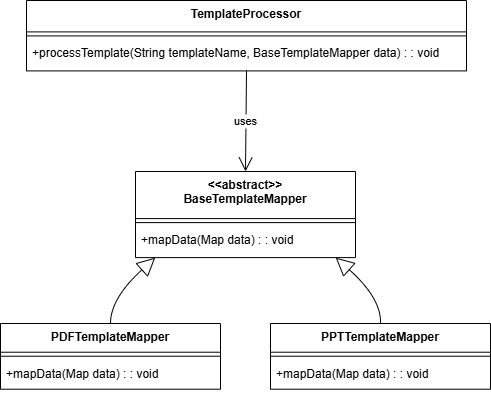 TemplateProcessor
+processTemplate(String templateName, BaseTemplateMapper data) : : void
uses
<<abstract>>
BaseTemplateMapper
+mapData(Map data) : : void
PDFTemplateMapper
+mapData(Map data) : : void
PPTTemplateMapper
+mapData(Map data) : : void